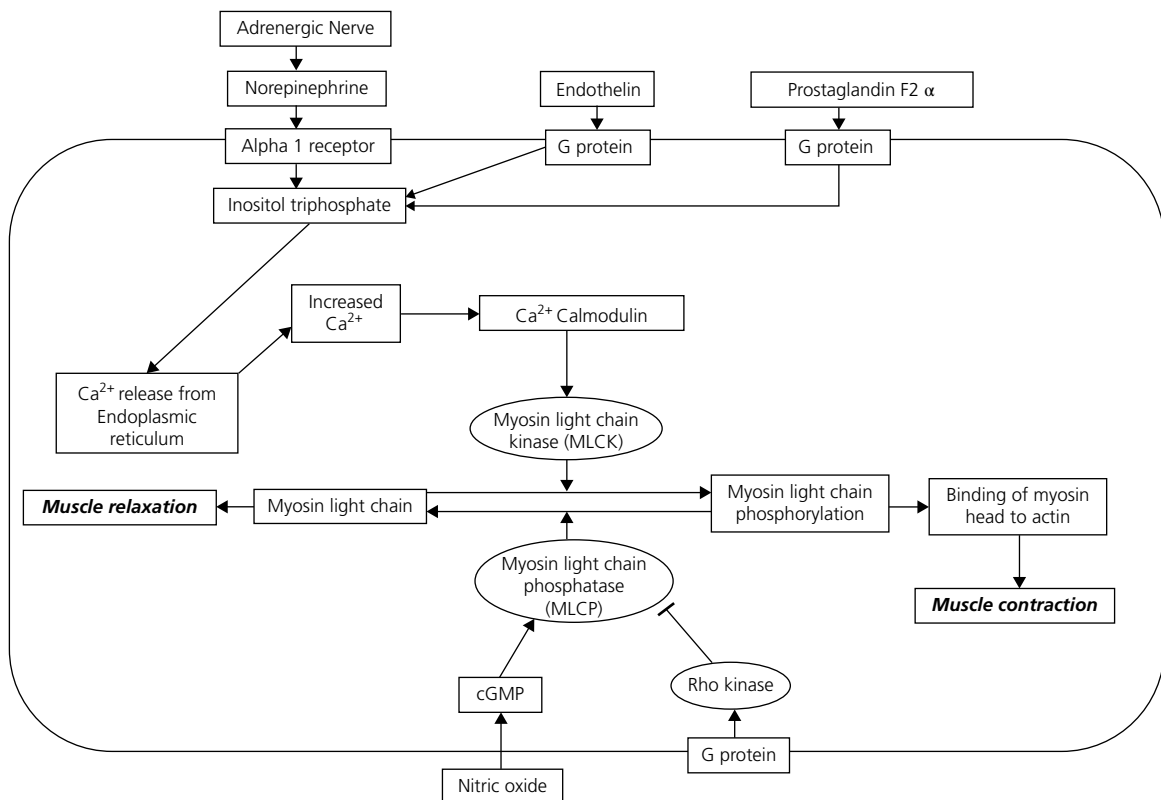 Adrenergic Nerve
Norepinephrine
Endothelin
Prostaglandin F2 α
Alpha 1 receptor
G protein
G protein
Inositol triphosphate
Increased
Ca²⁺
Ca²⁺ Calmodulin
Ca²⁺ release from
Endoplasmic
reticulum
Myosin light chain
kinase (MLCK)
Muscle relaxation
Myosin light chain
Myosin light chain
phosphorylation
Binding of myosin
head to actin
Myosin light chain
phosphatase
(MLCP)
Muscle contraction
cGMP
Rho kinase
G protein
Nitric oxide